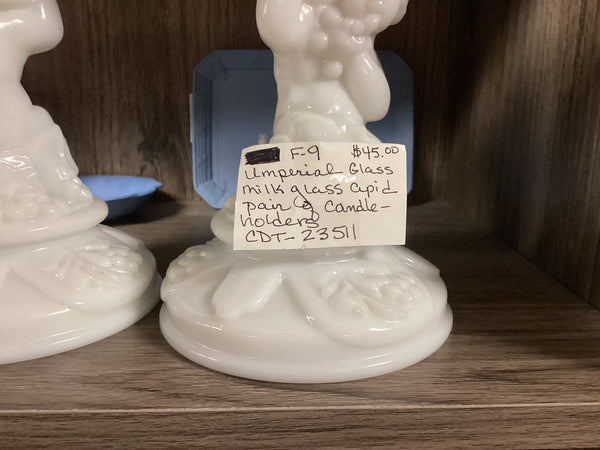 F-9 $45.00
Imperial Glass
milk glass Cupid
pair of Candle-
holders
CDT- 23511